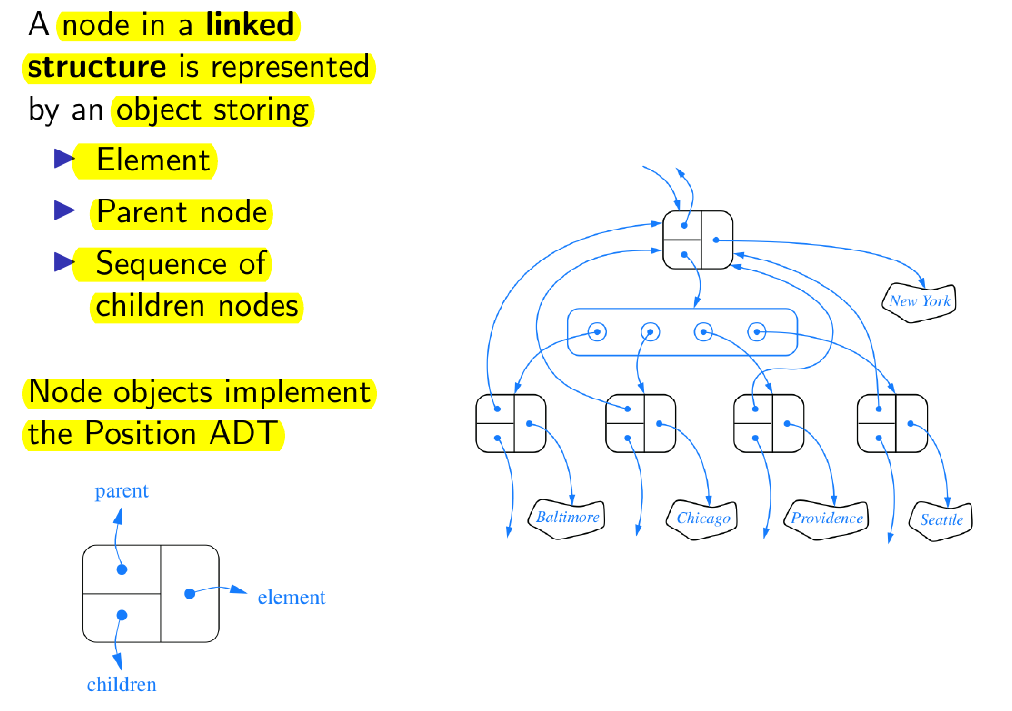 A node in a linked
structure is represented
by an object storing
▶ Element
▶ Parent node
▶ Sequence of
children nodes
Node objects implement
the Position ADT
parent
element
children
New York
Baltimore
Chicago
Providence
Seattle